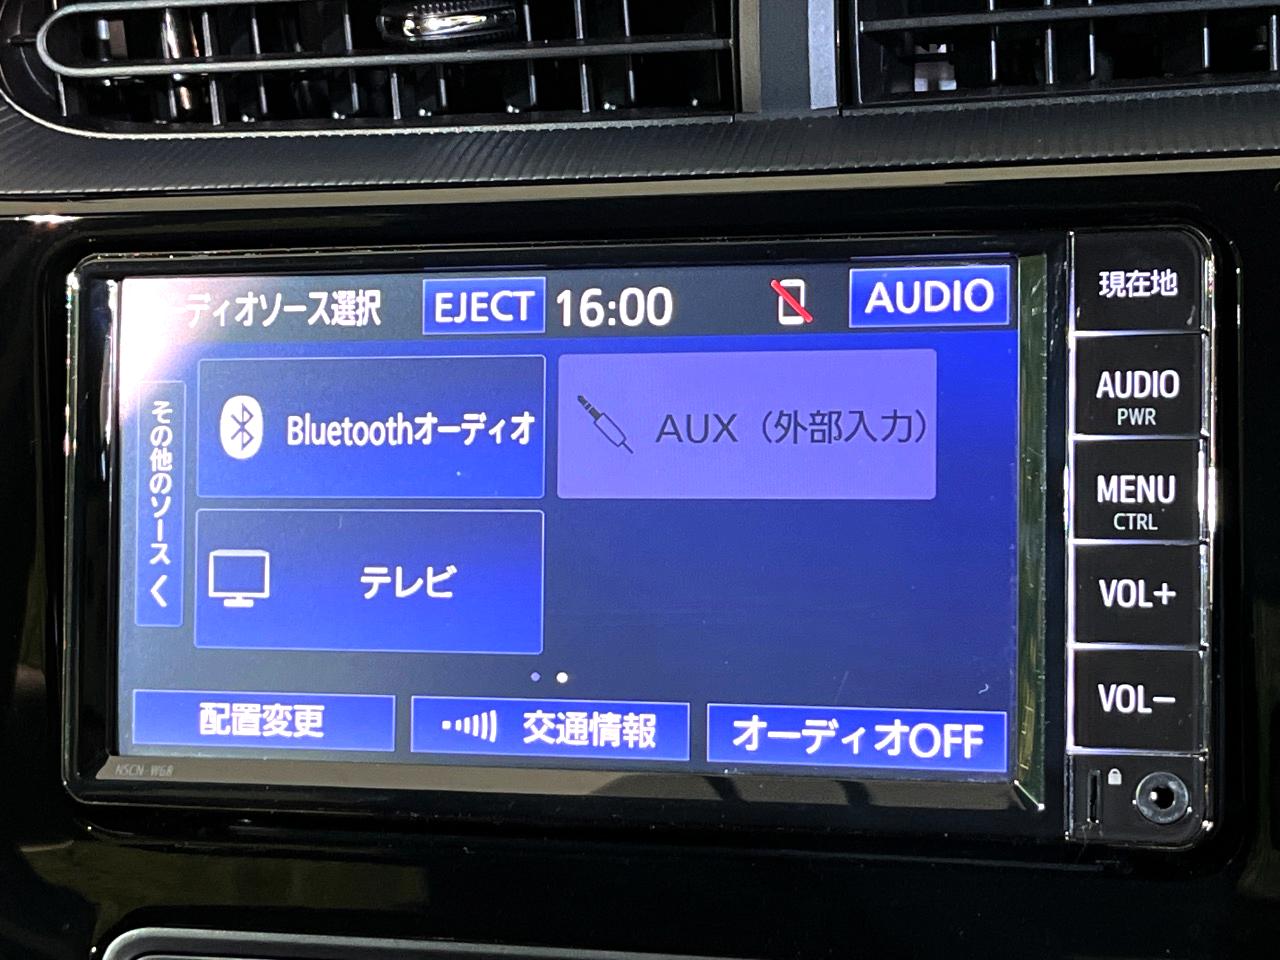 ーディオソース選択
EJECT
16:00
AUDIO
その他のソース
Bluetoothオーディオ
AUX（外部入力）
テレビ
配置変更
交通情報
オーディオOFF
NSCN-W68
現在地
AUDIO
PWR
MENU
CTRL
VOL+
VOL−